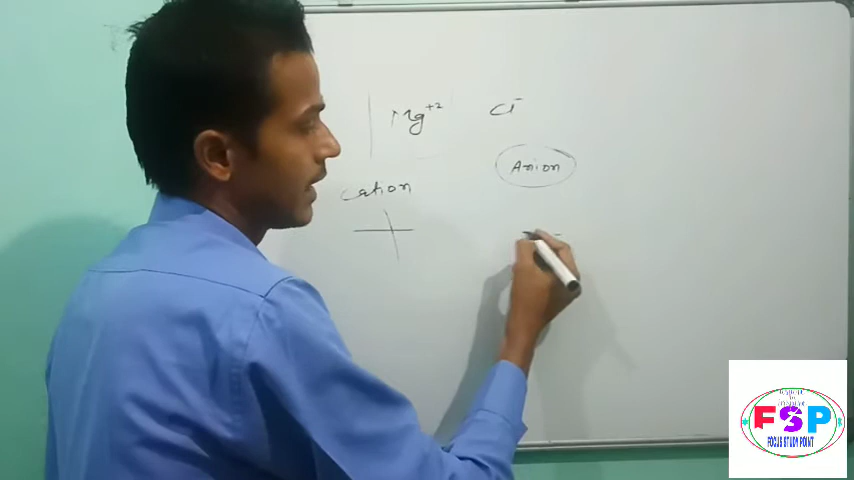 Mg+2 Cl-
Cation Anion
+ -
FSP
FOCUS STUDY POINT